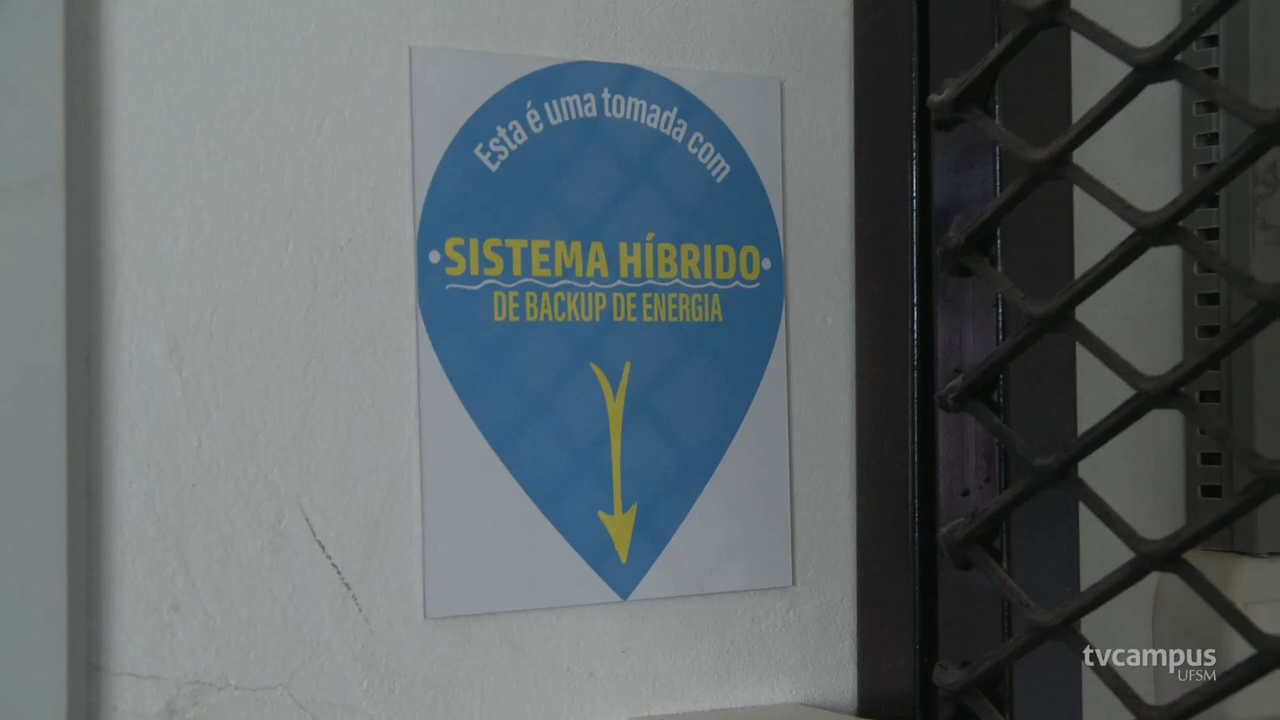 Esta é uma tomada com
SISTEMA HÍBRIDO
DE BACKUP DE ENERGIA
tvcampus
UFSM